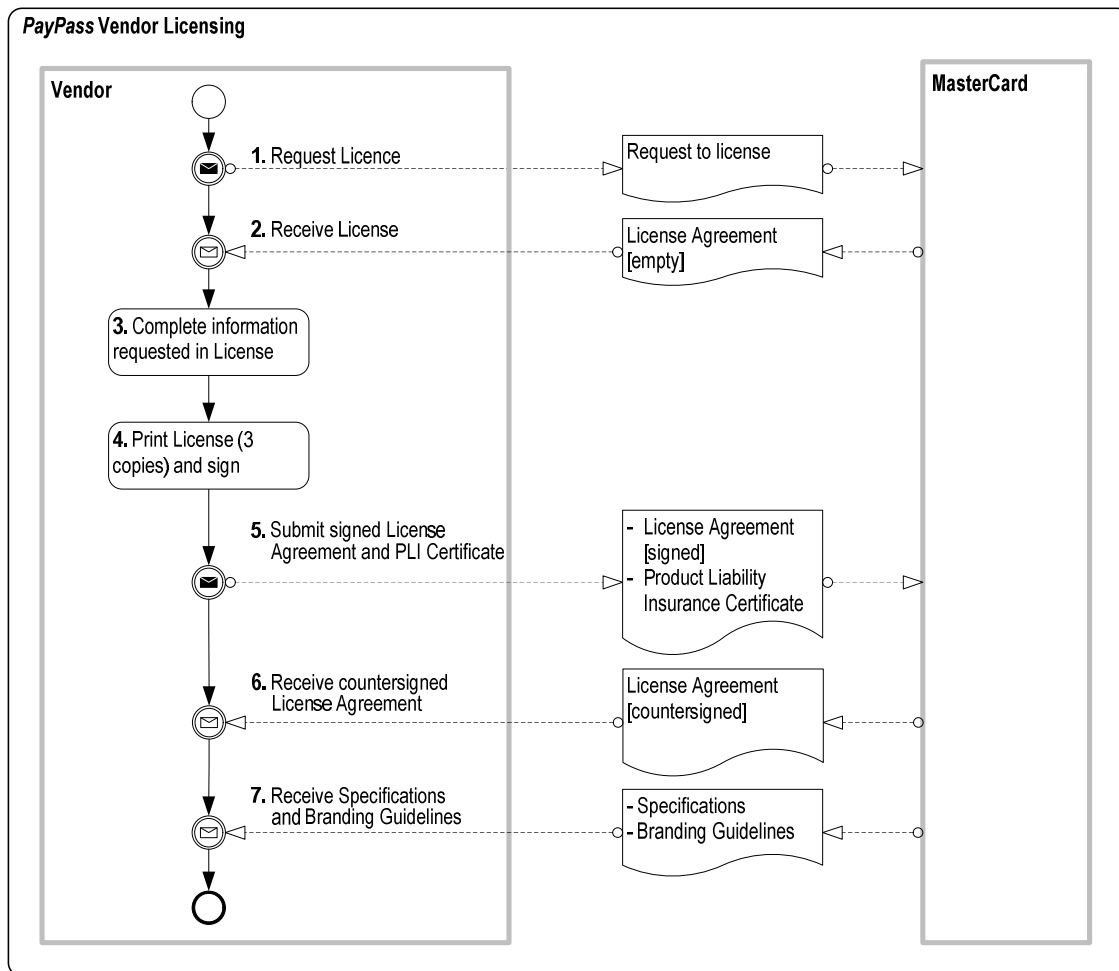 PayPass Vendor Licensing
Vendor
MasterCard
1. Request Licence
Request to license
2. Receive License
License Agreement
[empty]
3. Complete information
requested in License
4. Print License (3
copies) and sign
5. Submit signed License
Agreement and PLI Certificate
- License Agreement
[signed]
- Product Liability
Insurance Certificate
6. Receive countersigned
License Agreement
License Agreement
[countersigned]
7. Receive Specifications
and Branding Guidelines
- Specifications
- Branding Guidelines